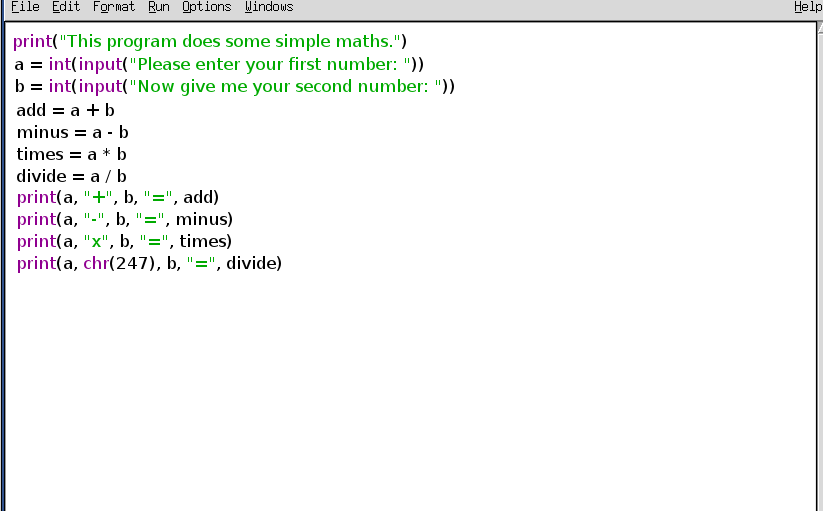 File Edit Format Run Options Windows Help
print("This program does some simple maths.")
a = int(input("Please enter your first number: "))
b = int(input("Now give me your second number: "))
add = a + b
minus = a - b
times = a * b
divide = a / b
print(a, "+", b, "=", add)
print(a, "-", b, "=", minus)
print(a, "x", b, "=", times)
print(a, chr(247), b, "=", divide)